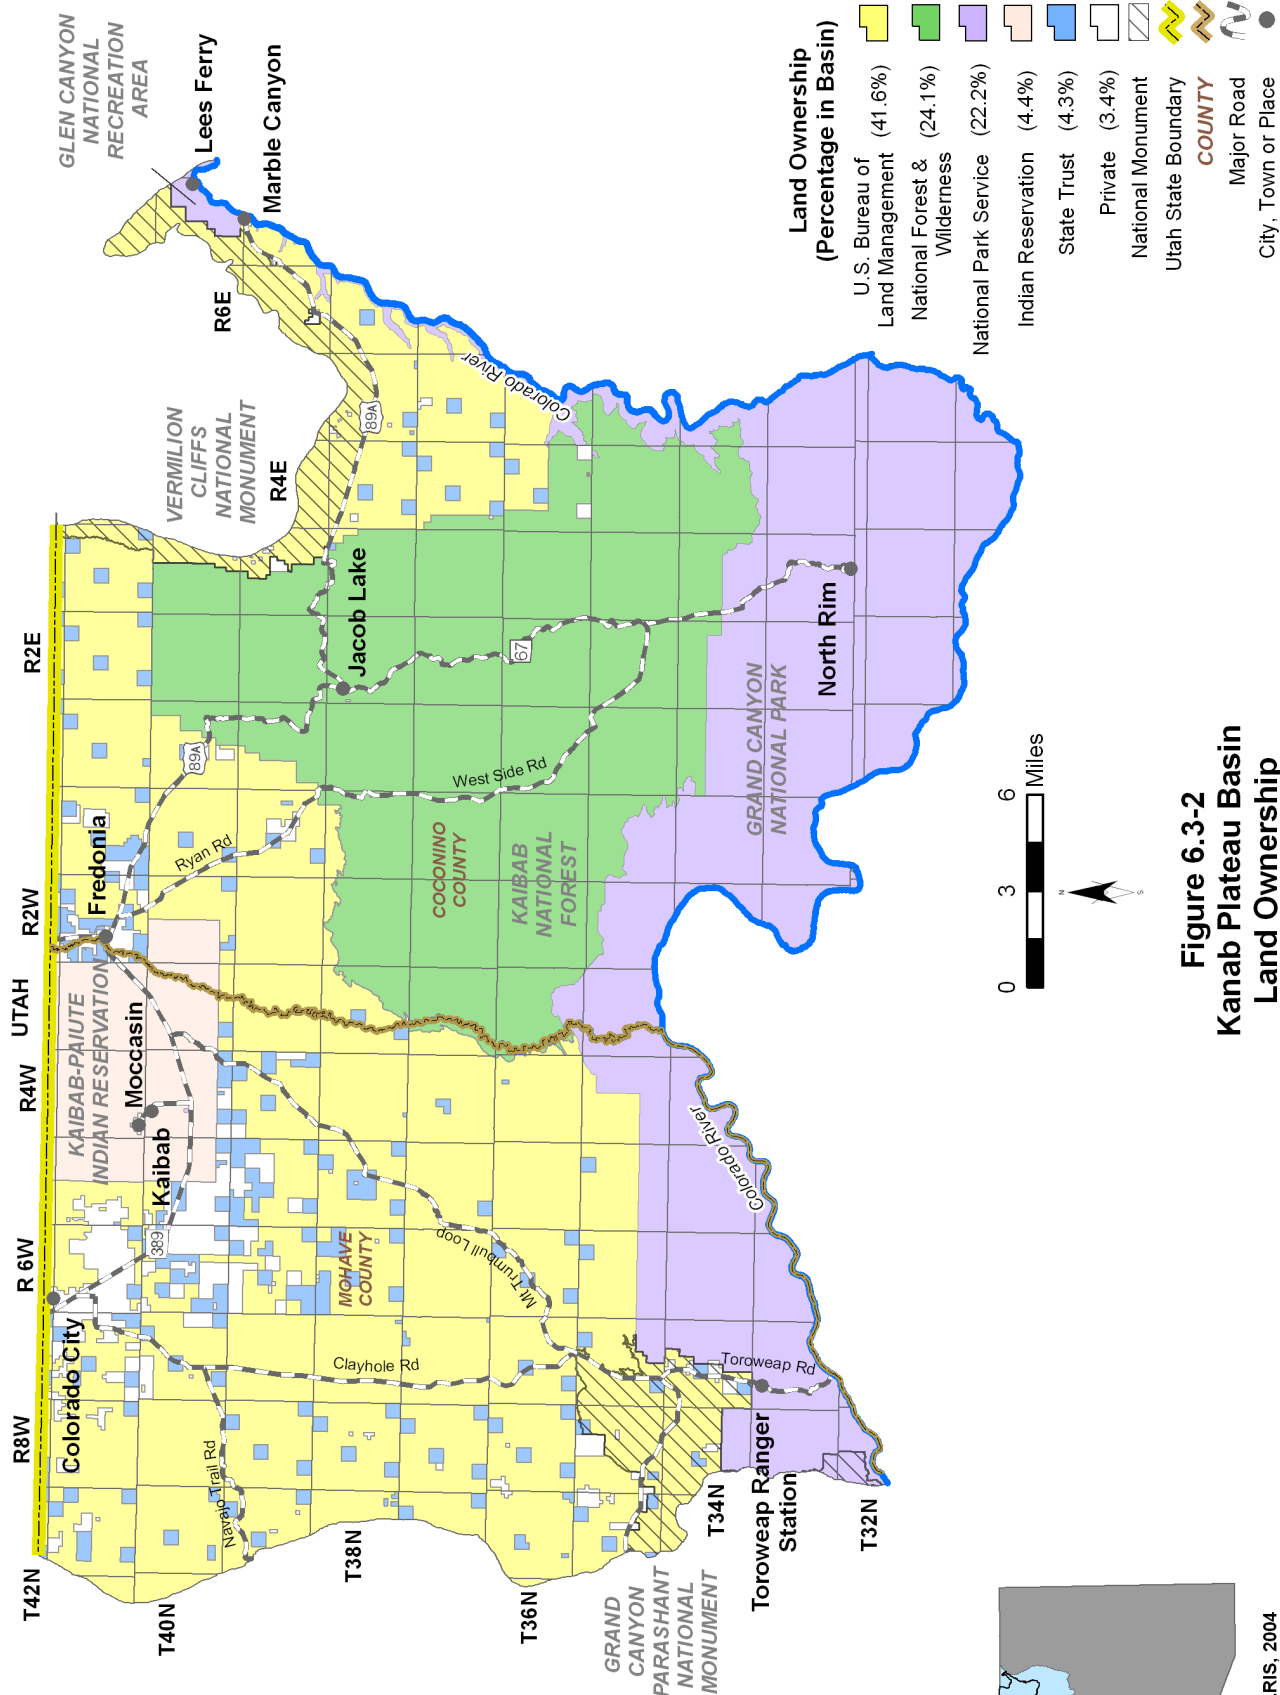 T42N
R8W
R 6W
R4W
UTAH
R2W
R2E
R4E
R6E
T40N
T38N
T36N
T34N
T32N
GLEN CANYON
NATIONAL
RECREATION
AREA
Lees Ferry
Marble Canyon
VERMILION
CLIFFS
NATIONAL
MONUMENT
KAIBAB-PAIUTE
INDIAN RESERVATION
Fredonia
Moccasin
Kaibab
Colorado City
Jacob Lake
North Rim
89A
89A
67
389
Ryan Rd
West Side Rd
Clayhole Rd
Navajo Trail Rd
Mt Trumbull Loop
Toroweap Rd
Colorado River
Colorado River
COCONINO
COUNTY
MOHAVE
COUNTY
KAIBAB
NATIONAL
FOREST
GRAND CANYON
NATIONAL PARK
Toroweap Ranger
Station
GRAND
CANYON
PARASHANT
NATIONAL
MONUMENT
Land Ownership
(Percentage in Basin)
U.S. Bureau of
Land Management (41.6%)
National Forest &
Wilderness (24.1%)
National Park Service (22.2%)
Indian Reservation (4.4%)
State Trust (4.3%)
Private (3.4%)
National Monument
Utah State Boundary
COUNTY
Major Road
City, Town or Place
0 3 6
Miles
N
S
Figure 6.3-2
Kanab Plateau Basin
Land Ownership
RIS, 2004